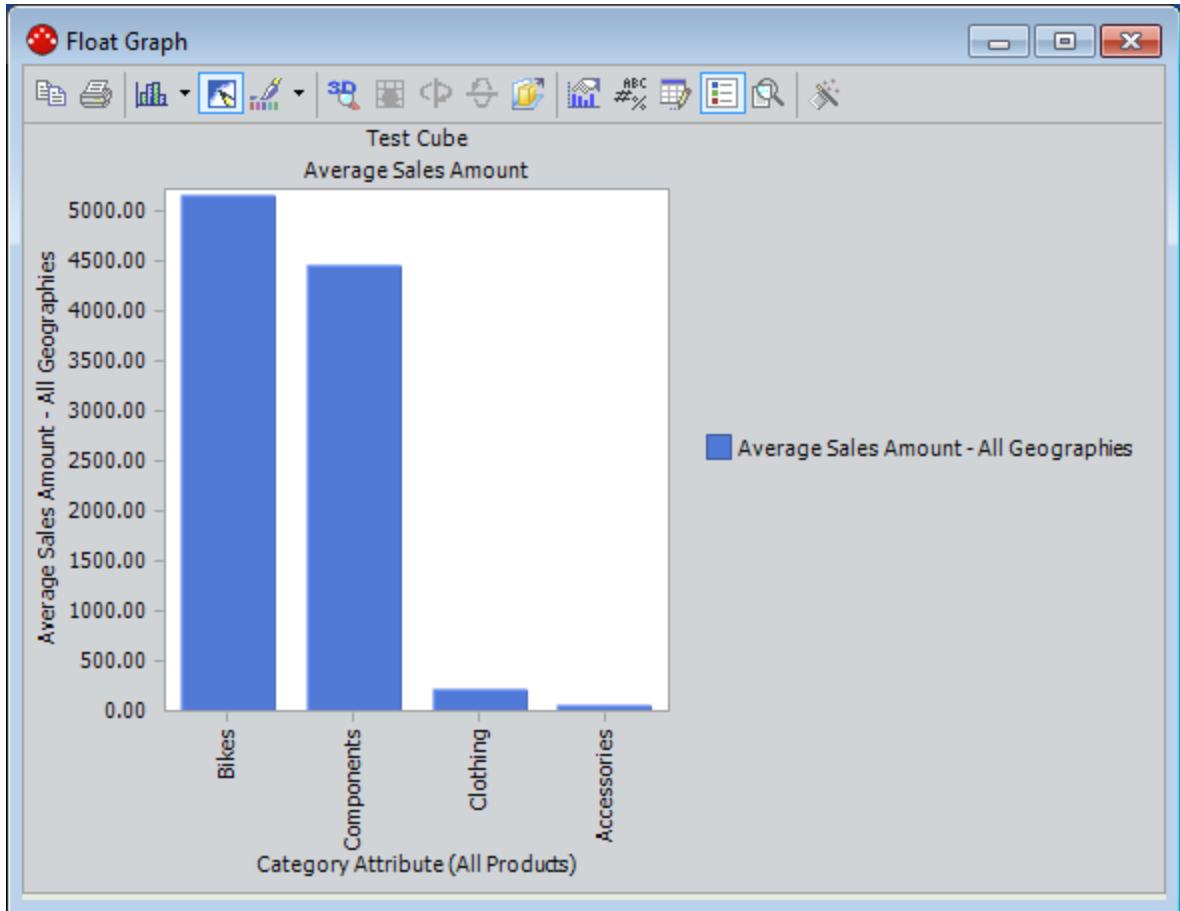 Float Graph
3D
ABC
#%
Test Cube
Average Sales Amount
5000.00
4500.00
4000.00
3500.00
3000.00
2500.00
2000.00
1500.00
1000.00
500.00
0.00
Average Sales Amount - All Geographies
Average Sales Amount - All Geographies
Bikes
Components
Clothing
Accessories
Category Attribute (All Products)